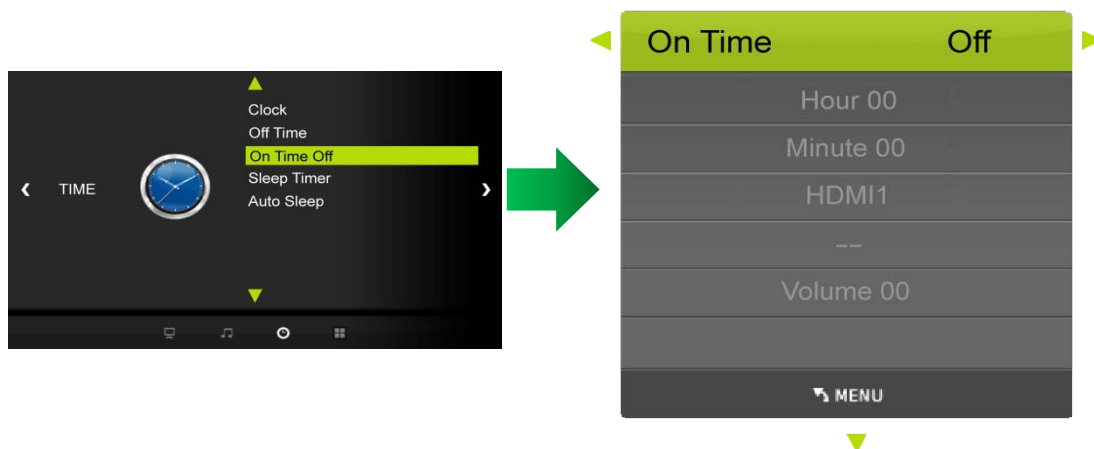 TIME
Clock
Off Time
On Time Off
Sleep Timer
Auto Sleep
On Time Off
Hour 00
Minute 00
HDMI1
--
Volume 00
MENU